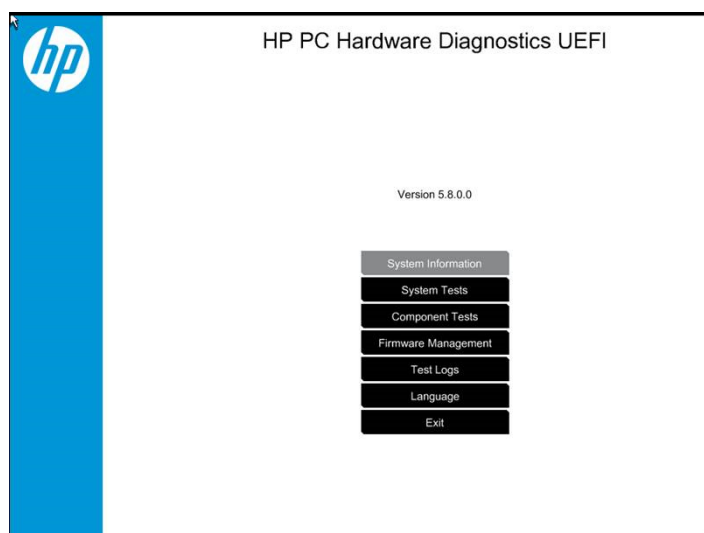 hp
HP PC Hardware Diagnostics UEFI
Version 5.8.0.0
System Information
System Tests
Component Tests
Firmware Management
Test Logs
Language
Exit